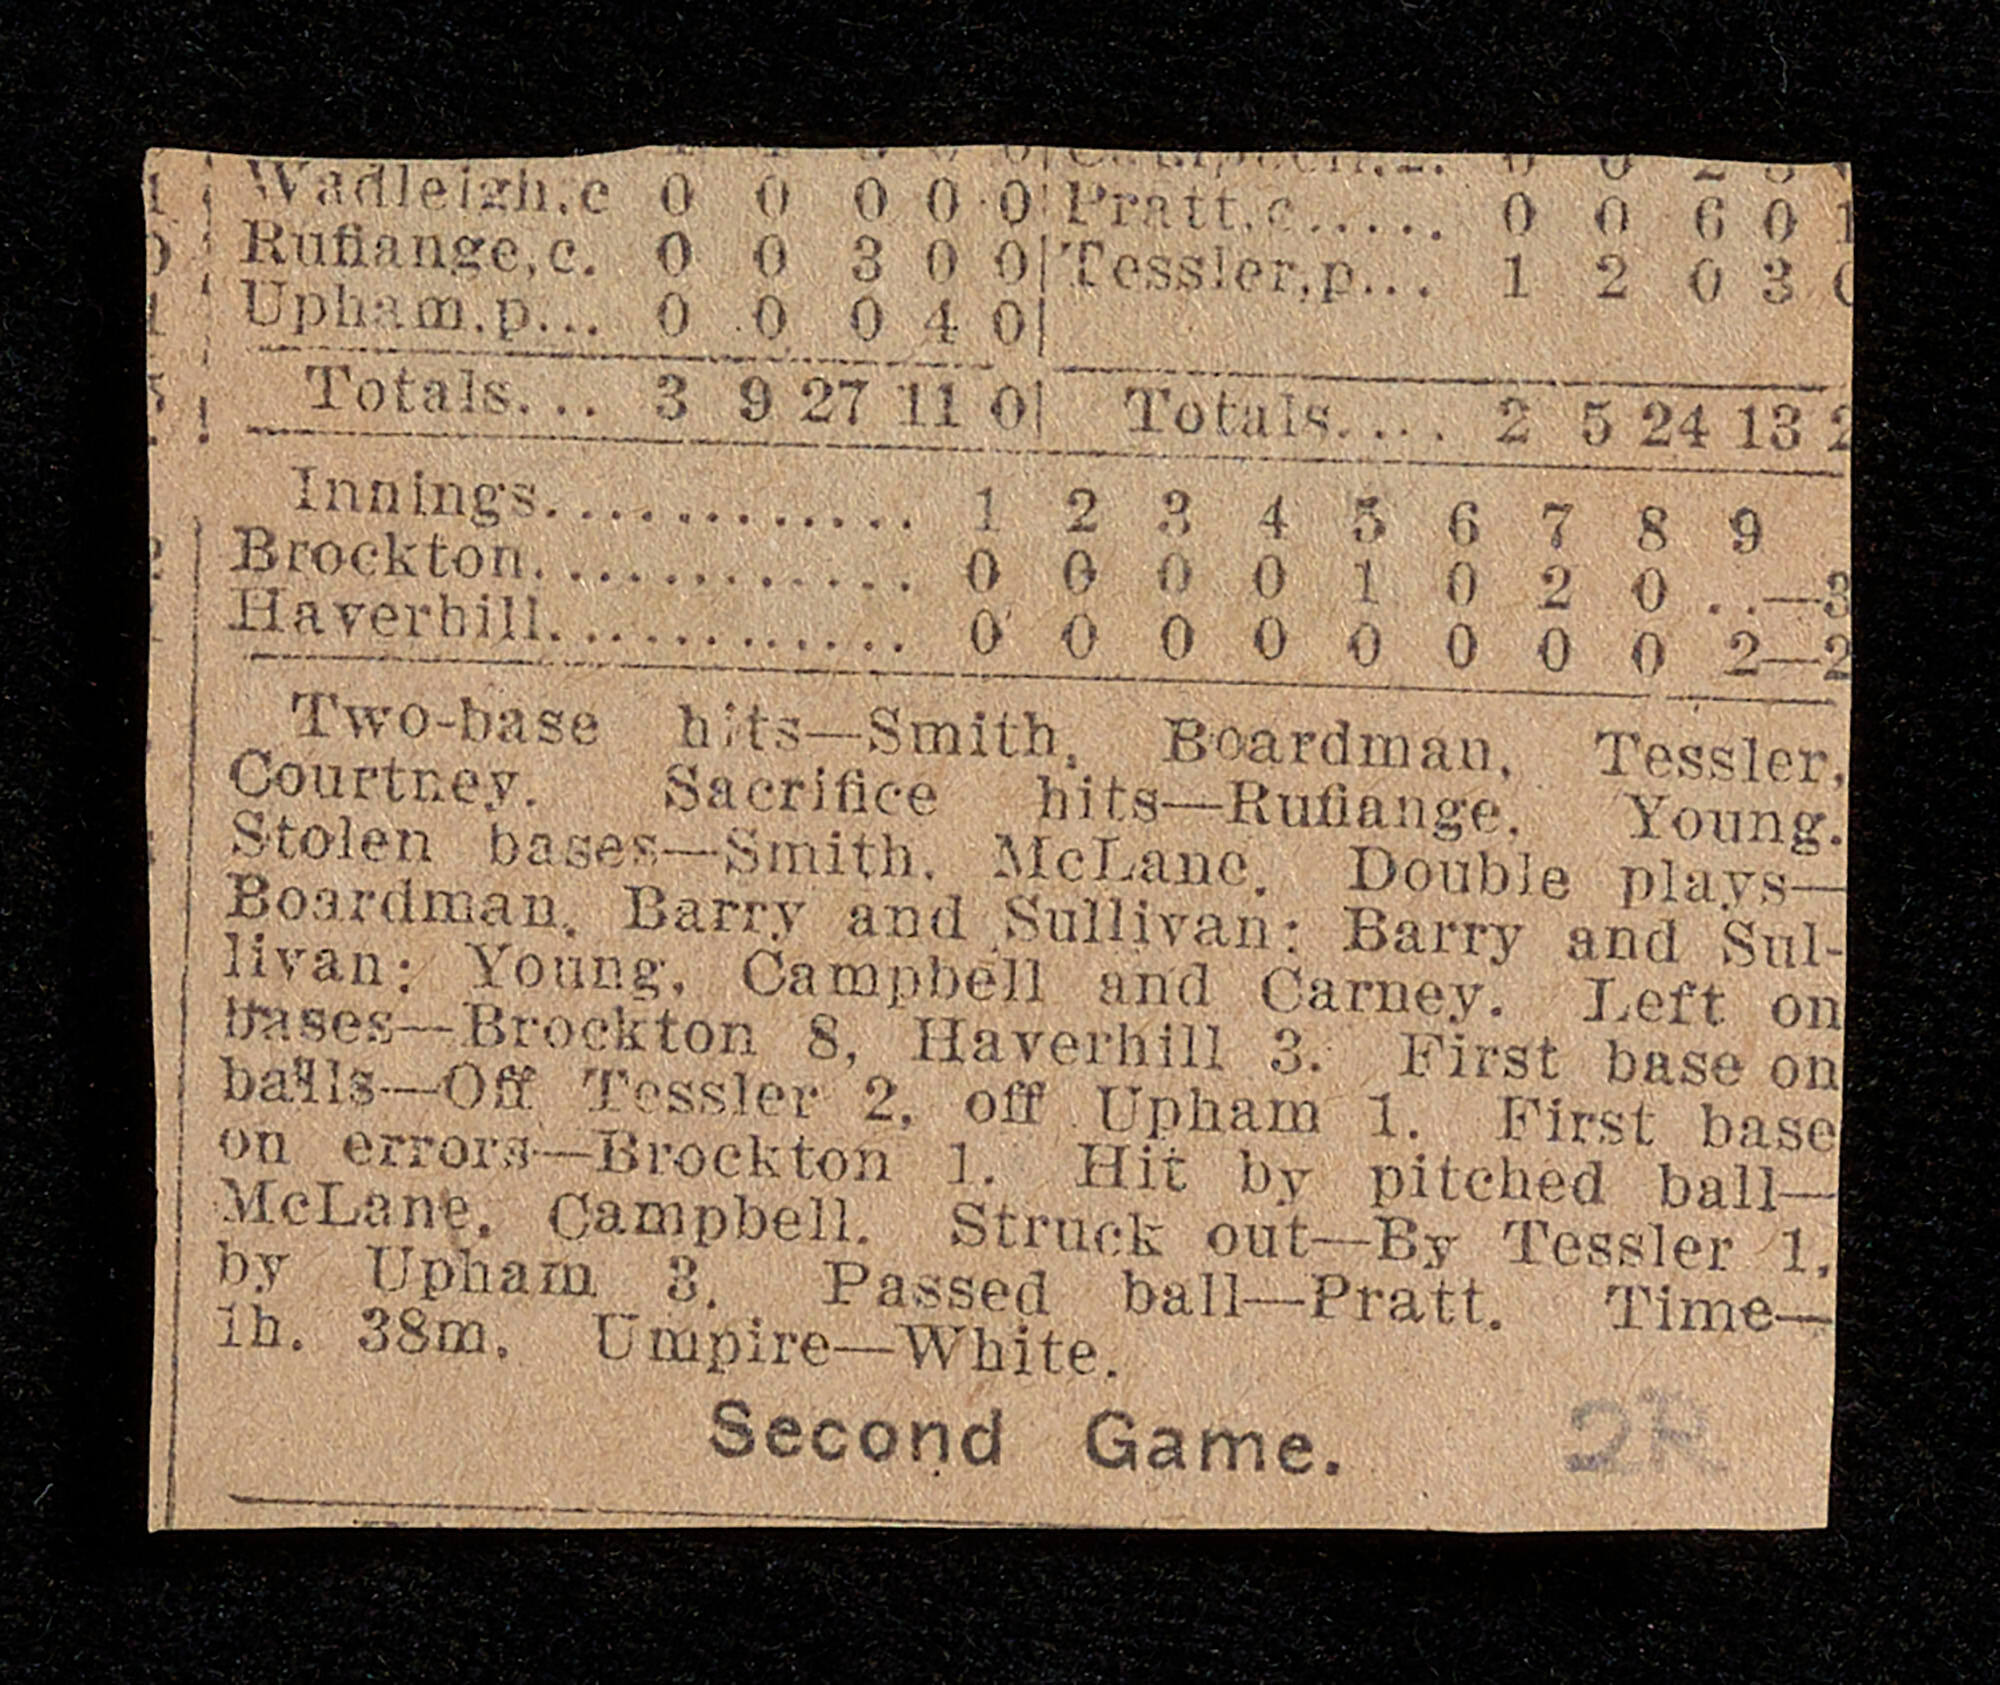 Wadleigh,c 0 0 0 0 0 Pratt,c..... 0 0 6 0 1
Rufiange,c. 0 0 3 0 0 Tessler,p... 1 2 0 3 0
Upham,p... 0 0 0 4 0
Totals... 3 9 27 11 0 Totals.... 2 5 24 13 2
Innings............ 1 2 3 4 5 6 7 8 9
Brockton............ 0 0 0 0 1 0 2 0 ..—3
Haverhill............ 0 0 0 0 0 0 0 0 2—2
Two-base hits—Smith, Boardman, Tessler,
Courtney. Sacrifice hits—Rufiange, Young.
Stolen bases—Smith, McLane. Double plays—
Boardman, Barry and Sullivan; Barry and Sul-
livan; Young, Campbell and Carney. Left on
bases—Brockton 8, Haverhill 3. First base on
balls—Off Tessler 2, off Upham 1. First base
on errors—Brockton 1. Hit by pitched ball—
McLane, Campbell. Struck out—By Tessler 1,
by Upham 3. Passed ball—Pratt. Time—
1h. 38m. Umpire—White.
Second Game.
2R